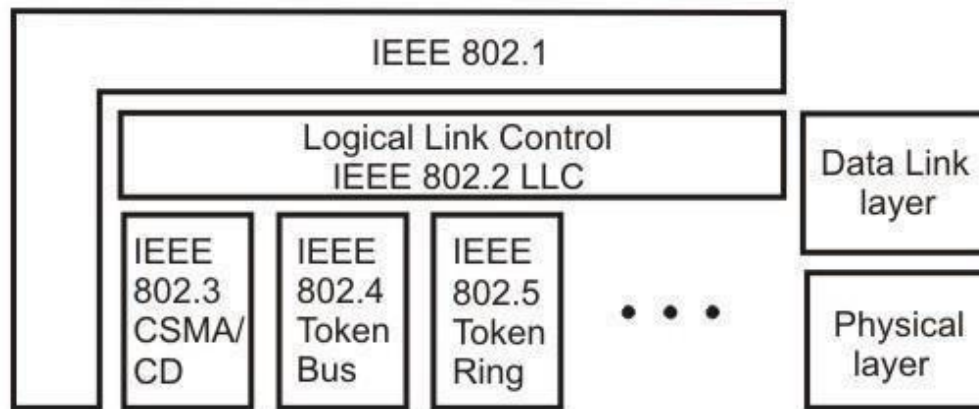 IEEE 802.1
Logical Link Control
IEEE 802.2 LLC
Data Link
layer
IEEE
802.3
CSMA/
CD
IEEE
802.4
Token
Bus
IEEE
802.5
Token
Ring
• • •
Physical
layer